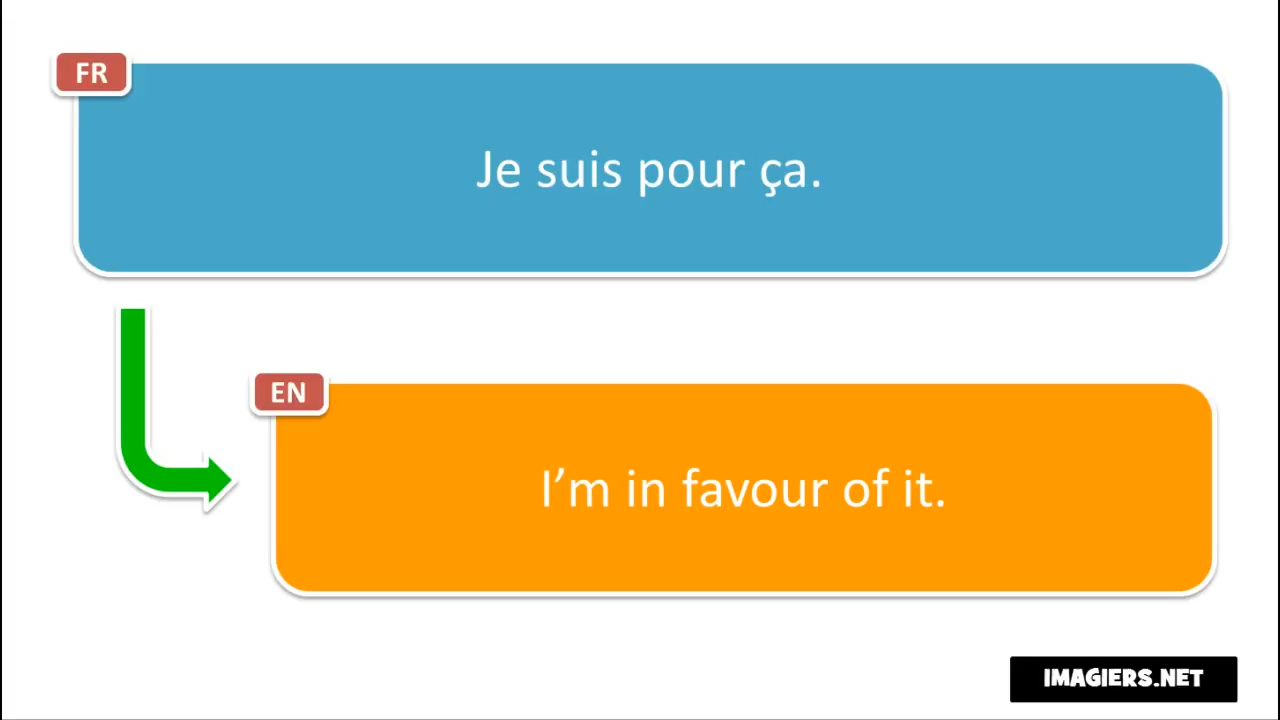 FR
Je suis pour ça.
EN
I’m in favour of it.
IMAGIERS.NET